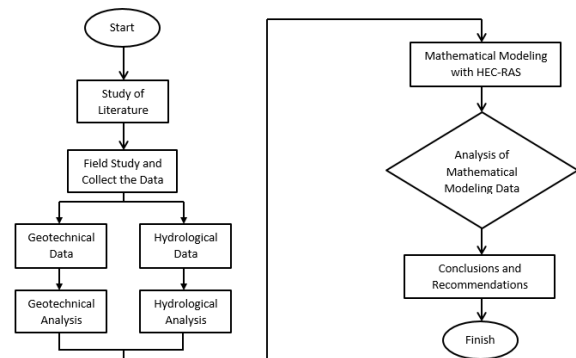 Start
Study of
Literature
Field Study and
Collect the Data
Geotechnical
Data
Hydrological
Data
Geotechnical
Analysis
Hydrological
Analysis
Mathematical Modeling
with HEC-RAS
Analysis of
Mathematical
Modeling Data
Conclusions and
Recommendations
Finish